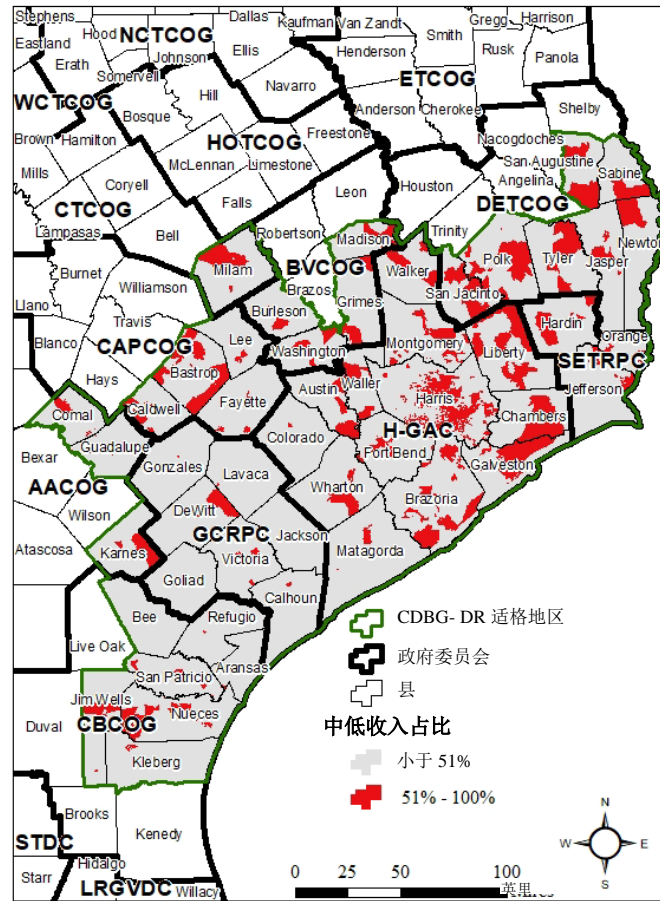 Stephens
Hood
NCTCOG
Dallas
Kaufman
Van Zandt
Smith
Gregg
Harrison
Eastland
Erath
Johnson
Ellis
Henderson
Rusk
Panola
Somervell
Navarro
ETCOG
WCTCOG
Hill
Bosque
Anderson
Cherokee
Shelby
Brown
Hamilton
HOTCOG
Freestone
Nacogdoches
McLennan
Limestone
San Augustine
Mills
Sabine
Coryell
Leon
Houston
Angelina
CTCOG
Falls
DETCOG
Lampasas
Bell
Robertson
Madison
Trinity
Newton
Burnet
Milam
BVCOG
Walker
Polk
Tyler
Jasper
Williamson
Brazos
Grimes
San Jacinto
Llano
Burleson
Travis
Hardin
Blanco
CAPCOG
Lee
Washington
Montgomery
Liberty
Orange
SETRPC
Hays
Bastrop
Austin
Waller
Jefferson
Comal
Caldwell
Fayette
Harris
Chambers
Guadalupe
Colorado
H-GAC
Bexar
Gonzales
Fort Bend
Galveston
AACOG
Lavaca
Wharton
Wilson
DeWitt
Brazoria
GCRPC
Jackson
Atascosa
Karnes
Victoria
Matagorda
Goliad
Calhoun
Bee
Refugio
CDBG- DR 适格地区
Live Oak
Aransas
政府委员会
San Patricio
县
Jim Wells
中低收入占比
Duval
CBCOG
Nueces
小于 51%
Kleberg
51% - 100%
Brooks
Kenedy
STDC
Hidalgo
Starr
LRGVDC
Willacy
N
W
E
S
0 25 50 100
英里